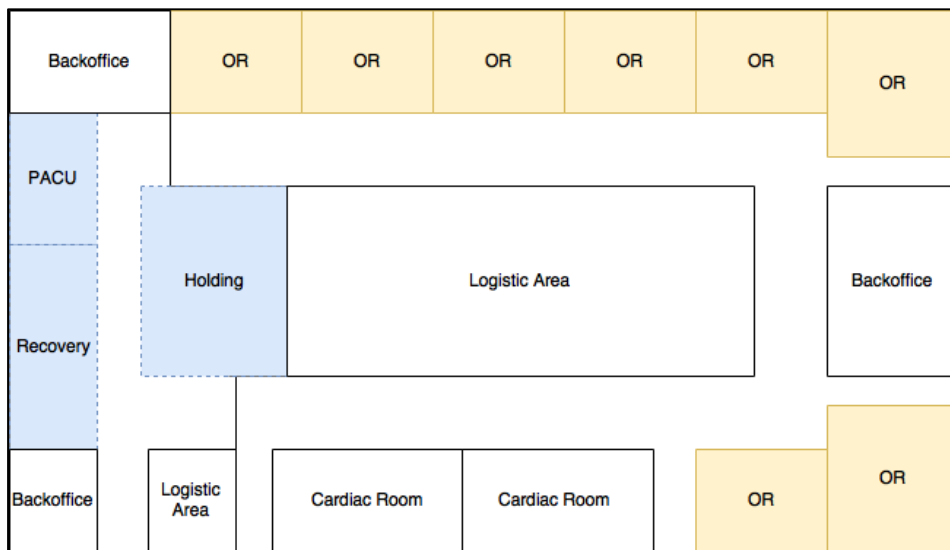 Backoffice
OR
OR
OR
OR
OR
OR
PACU
Holding
Logistic Area
Backoffice
Recovery
Backoffice
Logistic
Area
Cardiac Room
Cardiac Room
OR
OR